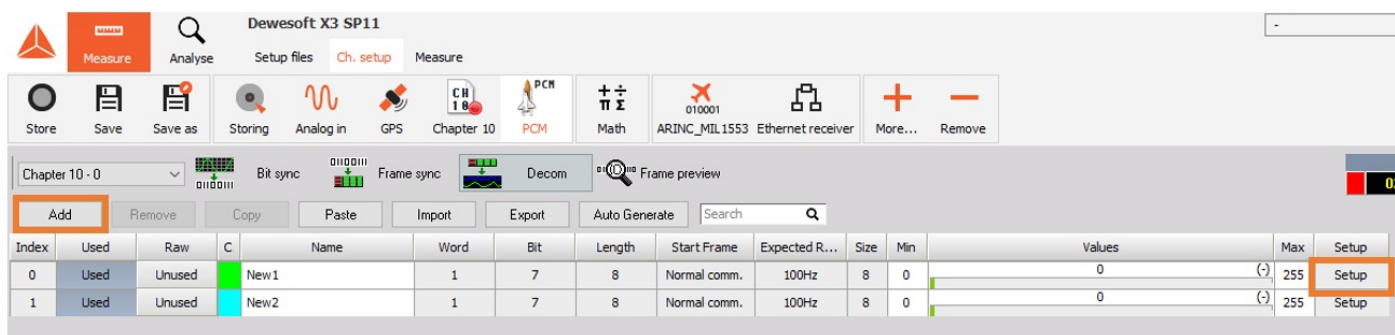 Dewesoft X3 SP11
-
Measure Analyse Setup files Ch. setup Measure
CH 10 PCM 010001
Store Save Save as Storing Analog in GPS Chapter 10 PCM Math ARINC_MIL1553 Ethernet receiver More... Remove
Chapter 10 - 0 Bit sync Frame sync Decom Frame preview
Add Remove Copy Paste Import Export Auto Generate Search
Index Used Raw C Name Word Bit Length Start Frame Expected R... Size Min Values Max Setup
0 Used Unused New1 1 7 8 Normal comm. 100Hz 8 0 0 (-) 255 Setup
1 Used Unused New2 1 7 8 Normal comm. 100Hz 8 0 0 (-) 255 Setup